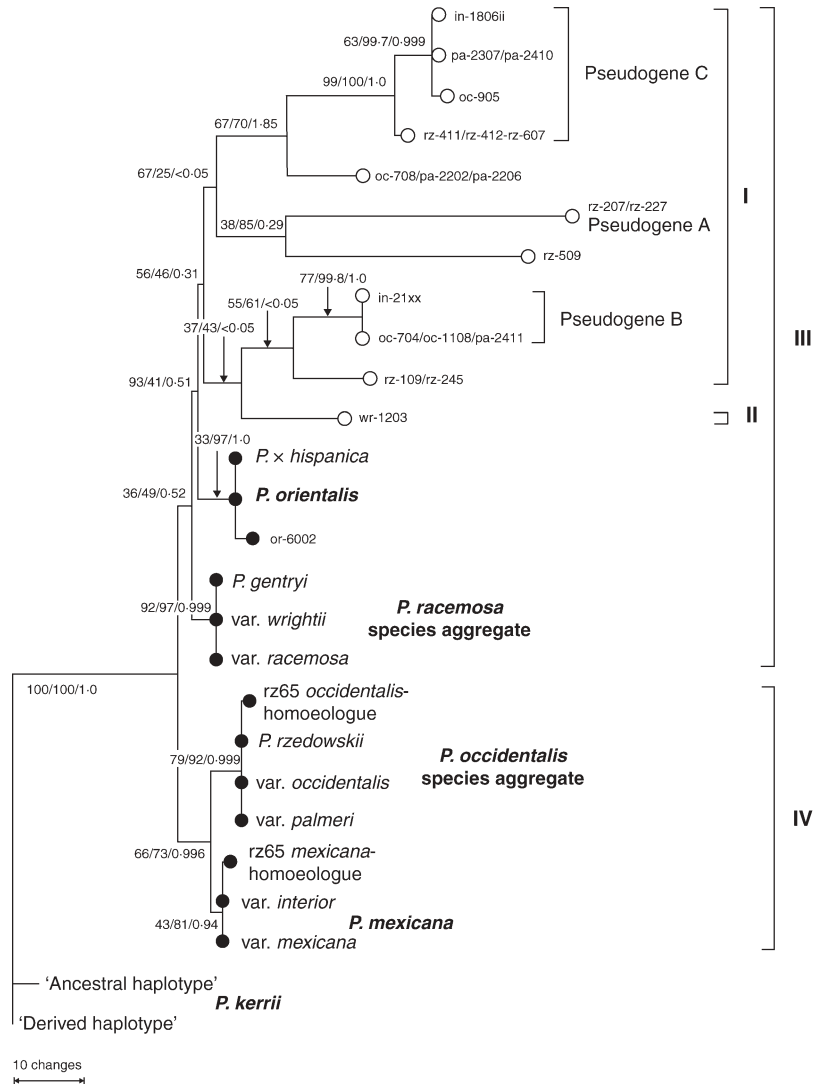 in-1806ii
63/99·7/0·999
pa-2307/pa-2410
Pseudogene C
99/100/1·0
oc-905
67/70/1·85
rz-411/rz-412-rz-607
67/25/<0·05
oc-708/pa-2202/pa-2206
I
rz-207/rz-227
38/85/0·29
Pseudogene A
rz-509
56/46/0·31
77/99·8/1·0
in-21xx
55/61/<0·05
Pseudogene B
37/43/<0·05
oc-704/oc-1108/pa-2411
III
93/41/0·51
rz-109/rz-245
wr-1203
II
33/97/1·0
P. × hispanica
36/49/0·52
P. orientalis
or-6002
P. gentryi
92/97/0·999
P. racemosa
var. wrightii
species aggregate
var. racemosa
100/100/1·0
rz65 occidentalis-
homoeologue
P. rzedowskii
79/92/0·999
P. occidentalis
species aggregate
var. occidentalis
var. palmeri
IV
66/73/0·996
rz65 mexicana-
homoeologue
var. interior
43/81/0·94
P. mexicana
var. mexicana
'Ancestral haplotype'
P. kerrii
'Derived haplotype'
10 changes